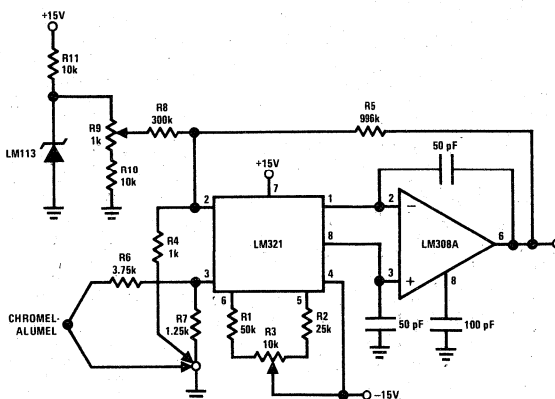 +15V
R11
10k
R9
1k
R8
300k
R5
996k
LM113
R10
10k
+15V
7
50 pF
2
1
2
−
R4
1k
LM321
8
LM308A
6
R6
3.75k
3
4
3
+
8
CHROMEL-
ALUMEL
R7
1.25k
6
5
R1
50k
R3
10k
R2
25k
50 pF
100 pF
−15V